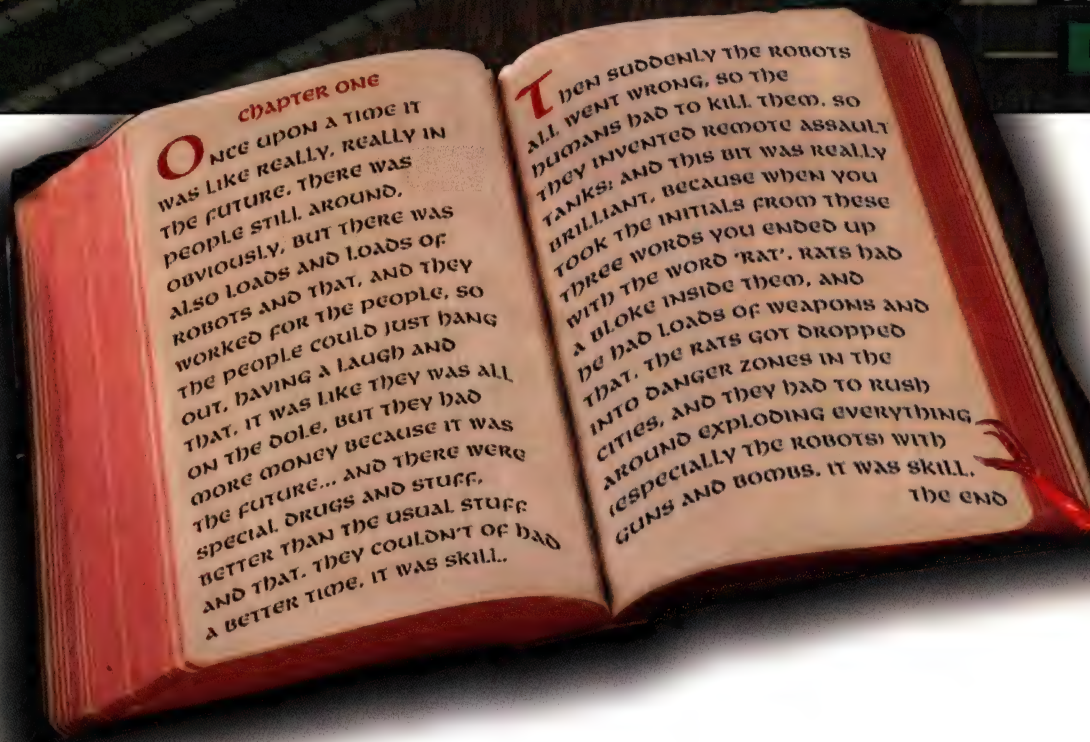 CHAPTER ONE
ONCE UPON A TIME IT
WAS LIKE REALLY, REALLY IN
THE FUTURE. THERE WAS
PEOPLE STILL AROUND,
OBVIOUSLY, BUT THERE WAS
ALSO LOADS AND LOADS OF
ROBOTS AND THAT, AND THEY
WORKED FOR THE PEOPLE, SO
THE PEOPLE COULD JUST HANG
OUT, HAVING A LAUGH AND
THAT. IT WAS LIKE THEY WAS ALL
ON THE DOLE, BUT THEY HAD
MORE MONEY BECAUSE IT WAS
THE FUTURE... AND THERE WERE
SPECIAL DRUGS AND STUFF,
BETTER THAN THE USUAL STUFF
AND THAT. THEY COULDN'T OF HAD
A BETTER TIME. IT WAS SKILL.
THEN SUDDENLY THE ROBOTS
ALL WENT WRONG, SO THE
HUMANS HAD TO KILL THEM. SO
THEY INVENTED REMOTE ASSAULT
TANKS; AND THIS BIT WAS REALLY
BRILLIANT, BECAUSE WHEN YOU
TOOK THE INITIALS FROM THESE
THREE WORDS YOU ENDED UP
WITH THE WORD 'RAT'. RATS HAD
A BLOKE INSIDE THEM, AND
HE HAD LOADS OF WEAPONS AND
THAT. THE RATS GOT DROPPED
INTO DANGER ZONES IN THE
CITIES, AND THEY HAD TO RUSH
AROUND EXPLODING EVERYTHING
(ESPECIALLY THE ROBOTS) WITH
GUNS AND BOMBS. IT WAS SKILL.
THE END